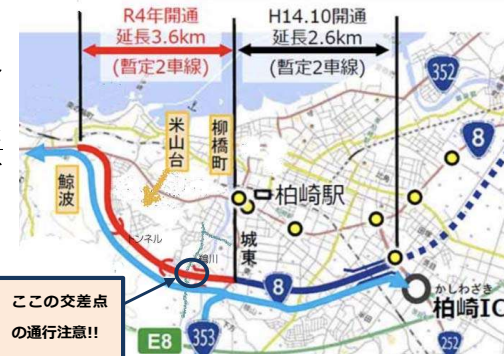 R4年開通
延長3.6km
(暫定2車線)
H14.10開通
延長2.6km
(暫定2車線)
352
8
米山台
柳橋町
鯨波
柏崎駅
トンネル
城東
鵜川
8
かしわざき
柏崎IC
ここの交差点
の通行注意!!
E8
353
252